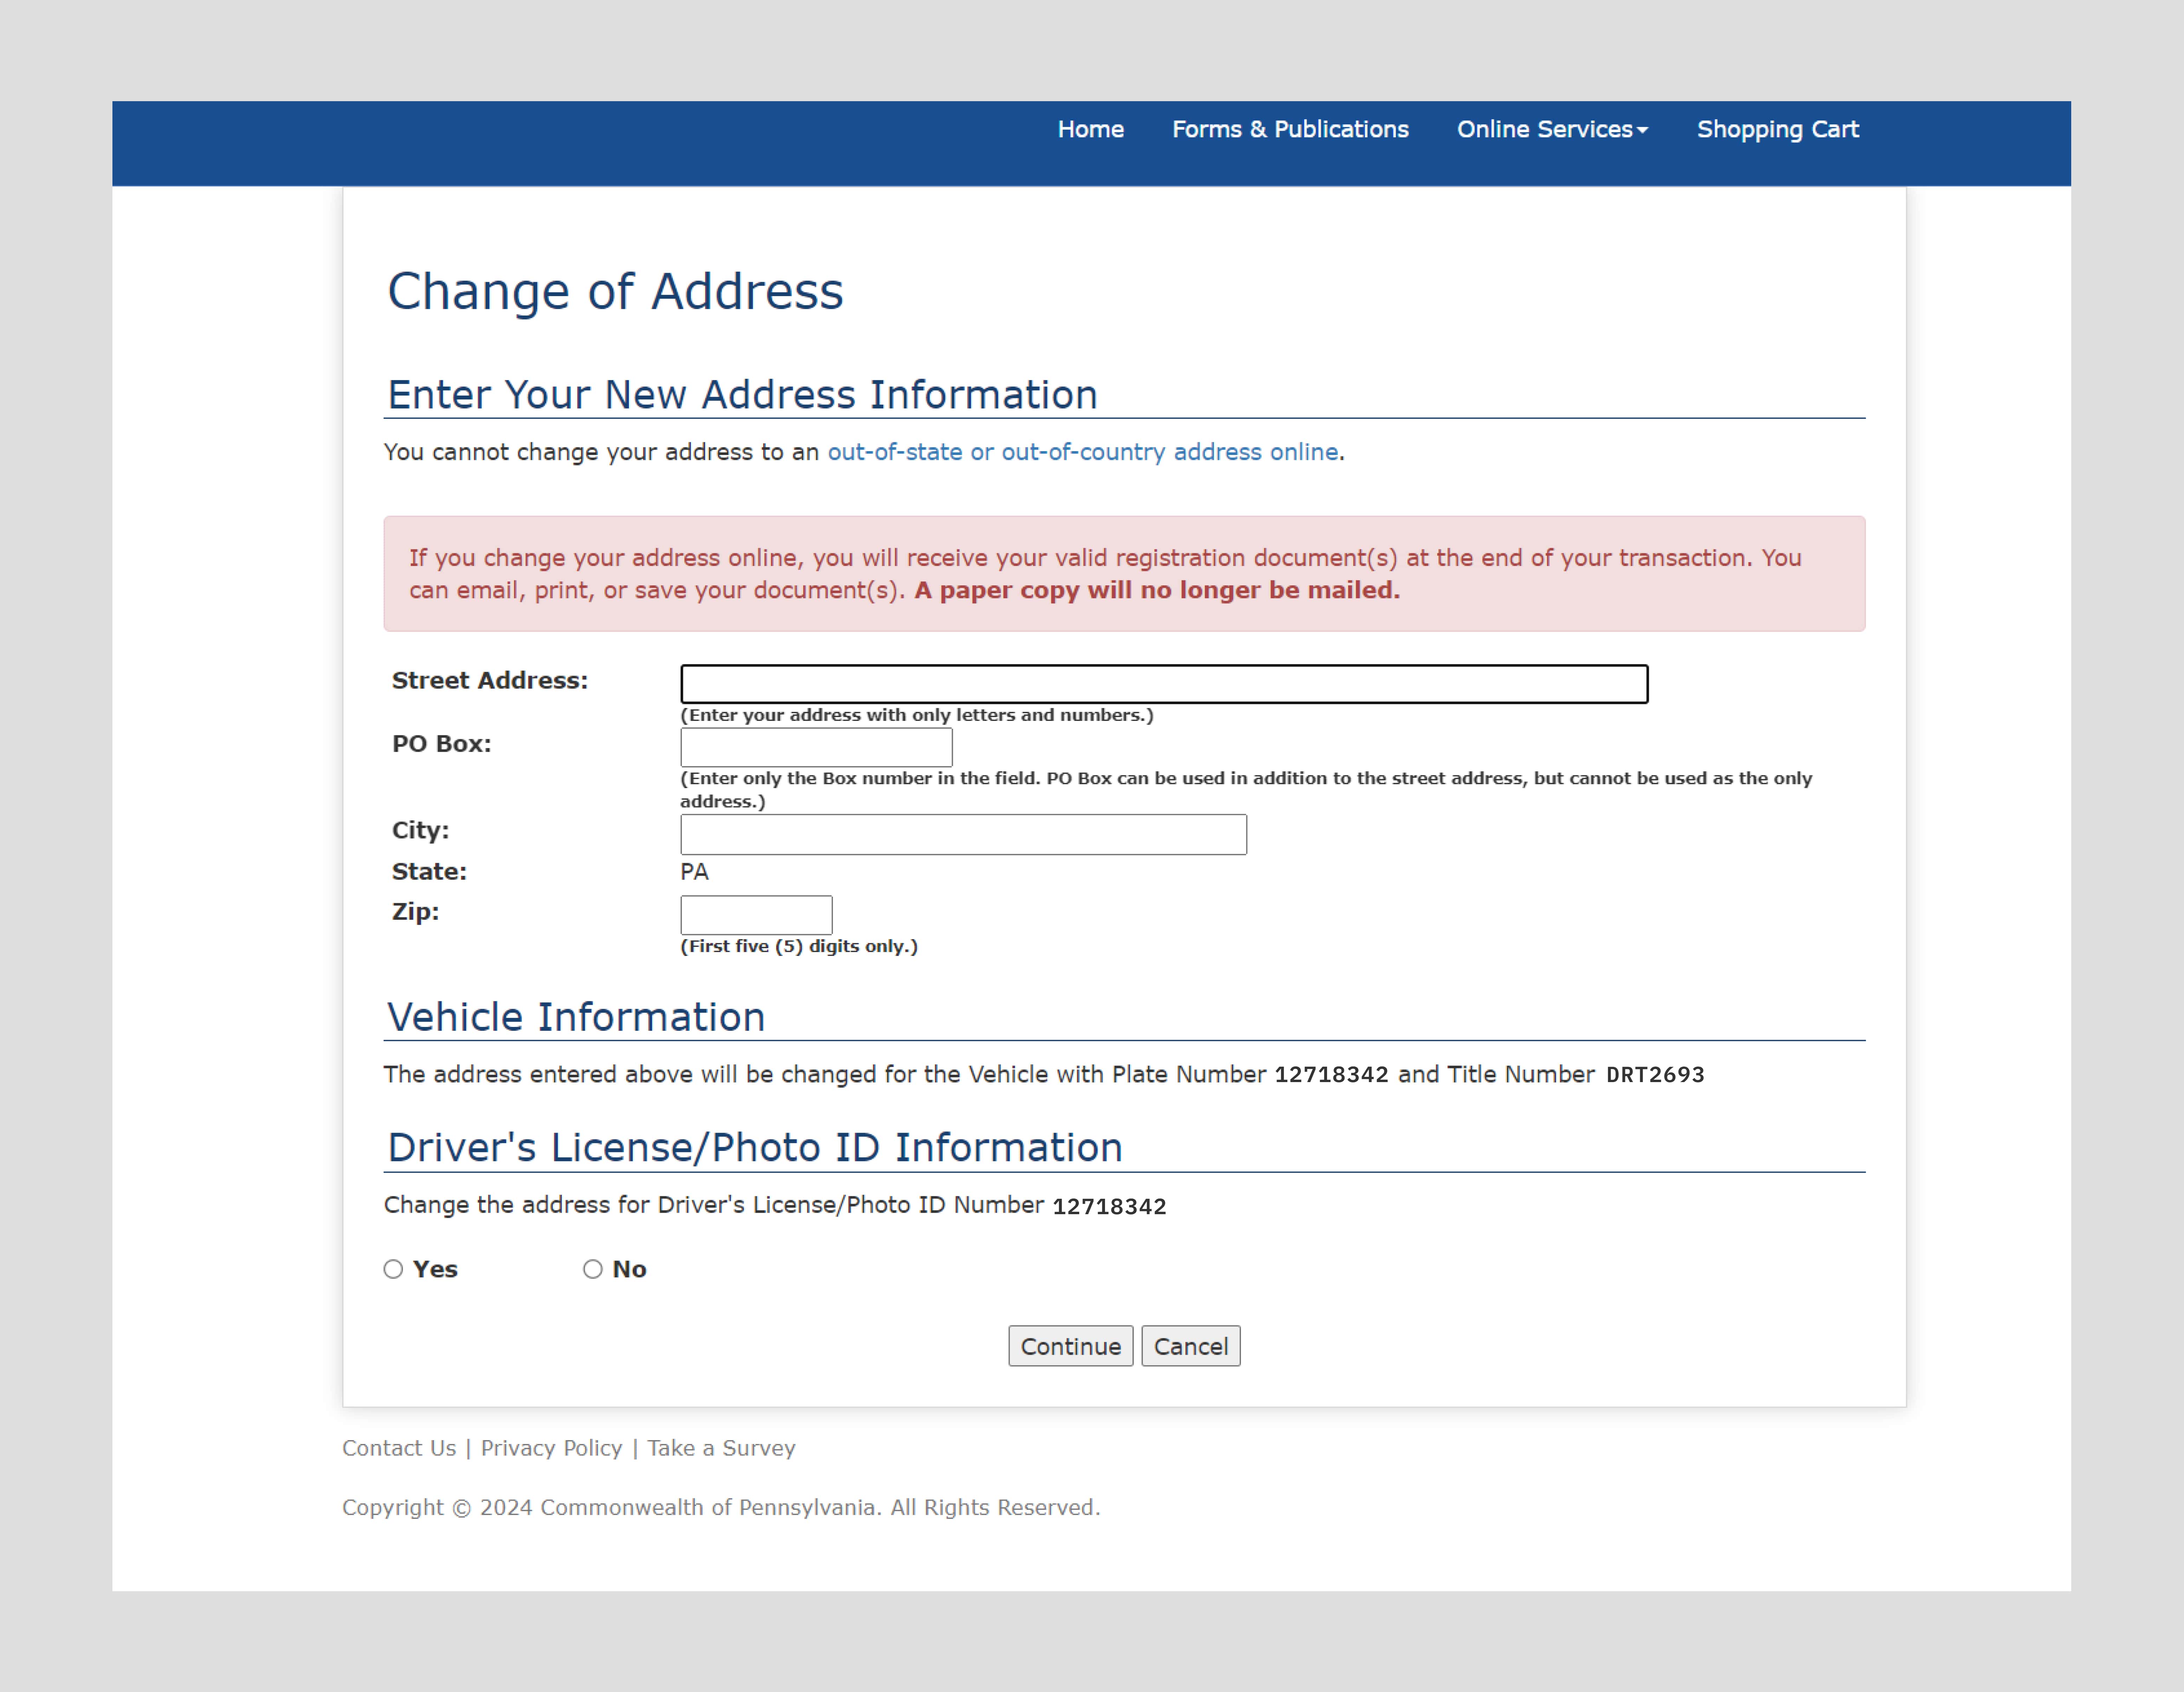 Home Forms & Publications Online Services Shopping Cart
Change of Address
Enter Your New Address Information
You cannot change your address to an out-of-state or out-of-country address online.
If you change your address online, you will receive your valid registration document(s) at the end of your transaction. You
can email, print, or save your document(s). A paper copy will no longer be mailed.
Street Address:
(Enter your address with only letters and numbers.)
PO Box:
(Enter only the Box number in the field. PO Box can be used in addition to the street address, but cannot be used as the only
address.)
City:
State: PA
Zip:
(First five (5) digits only.)
Vehicle Information
The address entered above will be changed for the Vehicle with Plate Number 12718342 and Title Number DRT2693
Driver's License/Photo ID Information
Change the address for Driver's License/Photo ID Number 12718342
Yes No
Continue Cancel
Contact Us | Privacy Policy | Take a Survey
Copyright © 2024 Commonwealth of Pennsylvania. All Rights Reserved.